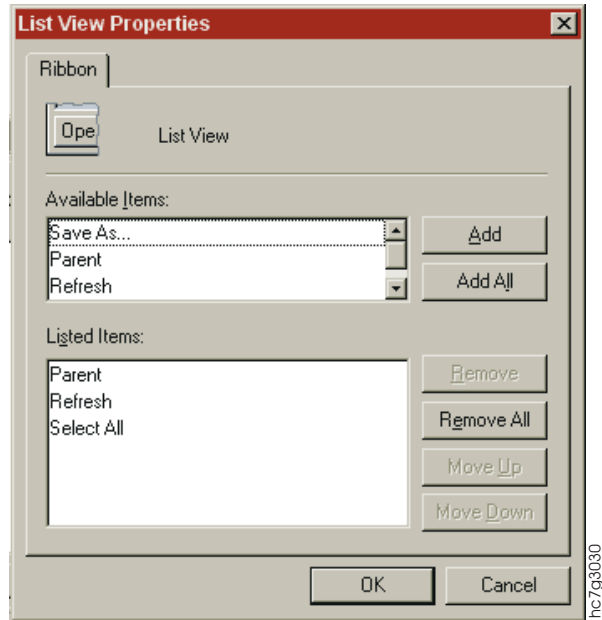 List View Properties
Ribbon
Ope
List View
Available Items:
Save As...
Parent
Refresh
Add
Add All
Listed Items:
Parent
Refresh
Select All
Remove
Remove All
Move Up
Move Down
OK
Cancel
hc7g3030